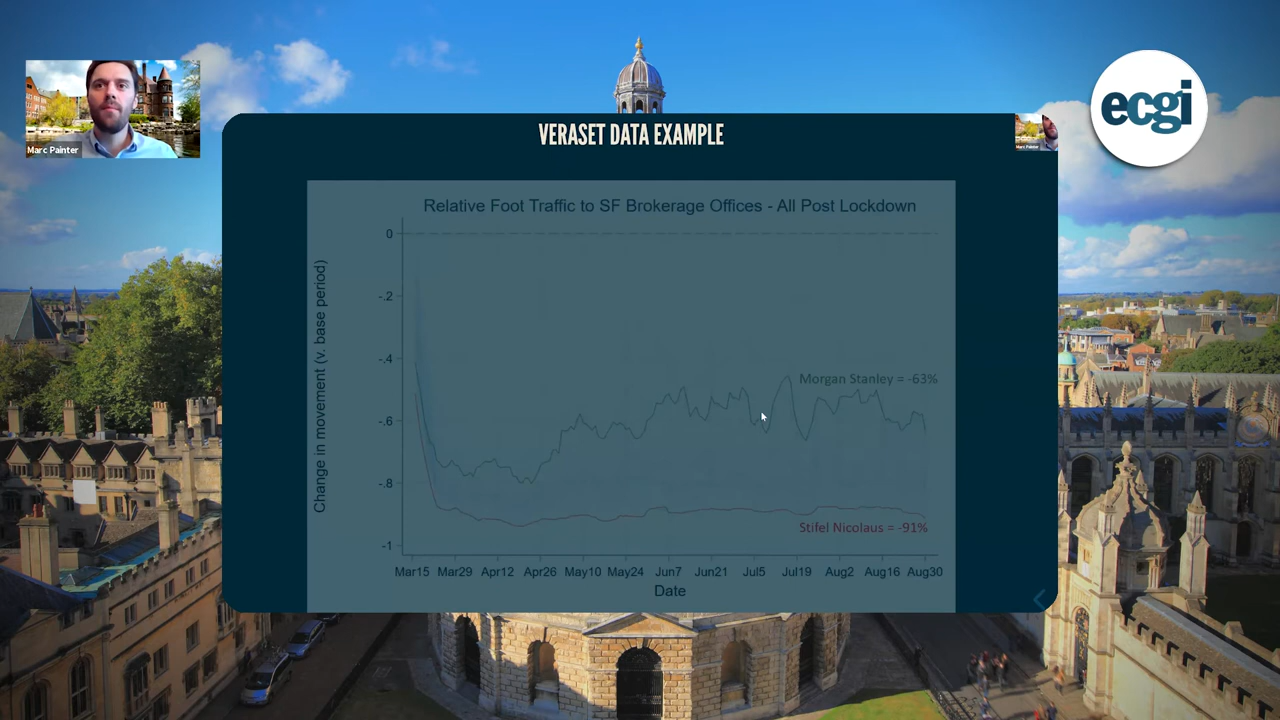 Marc Painter
ecgi
VERASET DATA EXAMPLE
Marc Painter
Relative Foot Traffic to SF Brokerage Offices - All Post Lockdown
Change in movement (v. base period)
0
-.2
-.4
-.6
-.8
-1
Morgan Stanley = -63%
Stifel Nicolaus = -91%
Mar15 Mar29 Apr12 Apr26 May10 May24 Jun7 Jun21 Jul5 Jul19 Aug2 Aug16 Aug30
Date